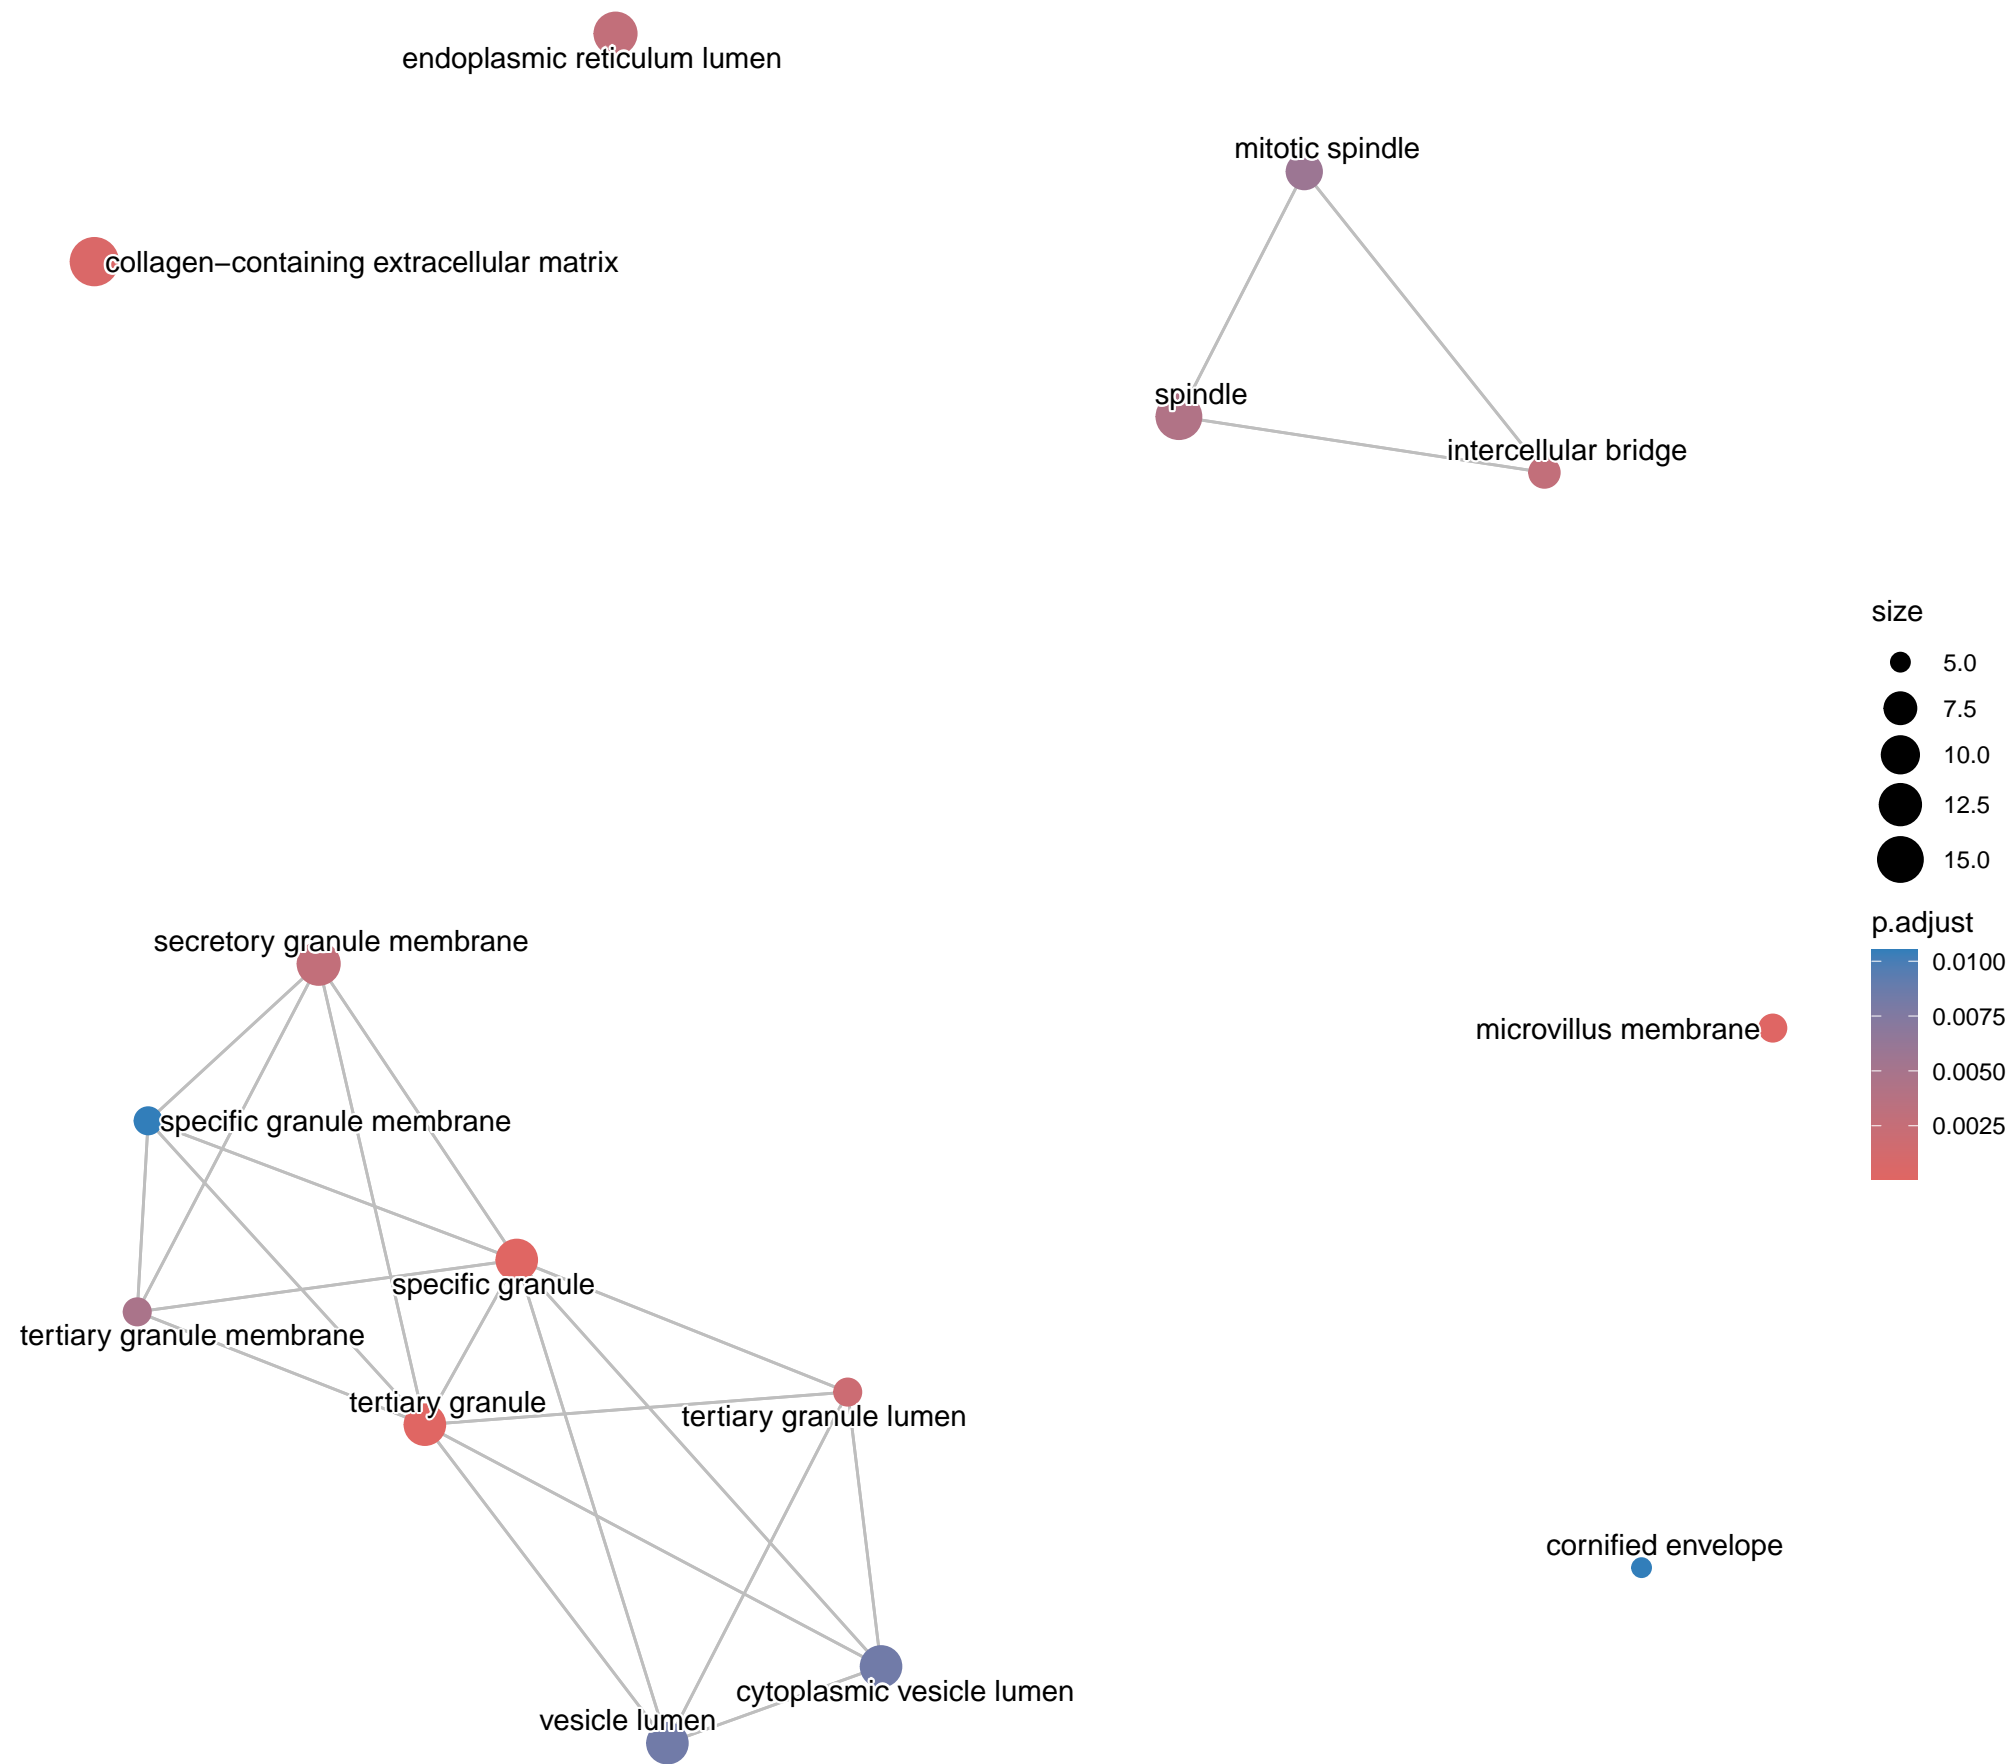 endoplasmic reticulum lumen
mitotic spindle
collagen−containing extracellular matrix
spindle
intercellular bridge
size
5.0
7.5
10.0
12.5
15.0
p.adjust
0.0100
0.0075
0.0050
0.0025
secretory granule membrane
microvillus membrane
specific granule membrane
specific granule
tertiary granule membrane
tertiary granule
tertiary granule lumen
cornified envelope
cytoplasmic vesicle lumen
vesicle lumen